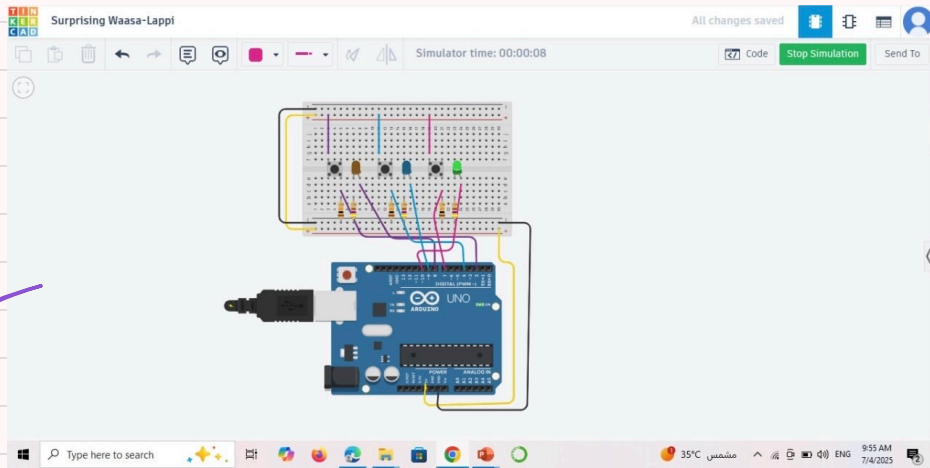 TIN
KER
CAD
Surprising Waasa-Lappi
All changes saved
Simulator time: 00:00:08
Code
Stop Simulation
Send To
DIGITAL (PWM ~)
UNO
ARDUINO
POWER
ANALOG IN
Type here to search
35°C مشمس
ENG
9:55 AM
7/4/2025